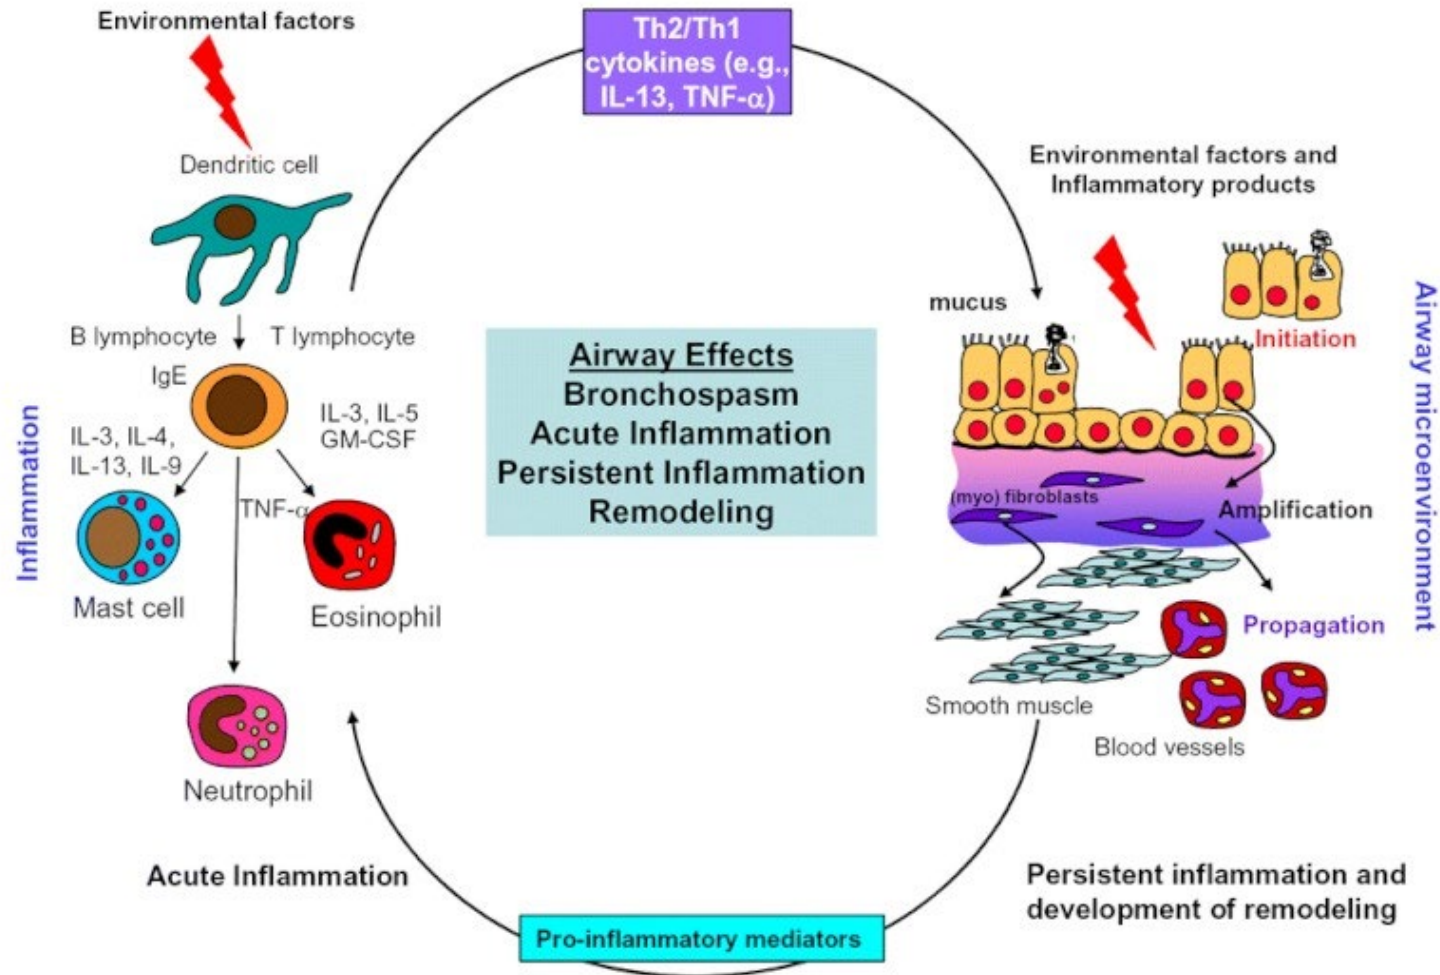 Environmental factors
Dendritic cell
B lymphocyte
T lymphocyte
IgE
IL-3, IL-4,
IL-13, IL-9
IL-3, IL-5
GM-CSF
TNF-α
Mast cell
Eosinophil
Neutrophil
Inflammation
Acute Inflammation
Th2/Th1
cytokines (e.g.,
IL-13, TNF-α)
Airway Effects
Bronchospasm
Acute Inflammation
Persistent Inflammation
Remodeling
Pro-inflammatory mediators
Environmental factors and
Inflammatory products
mucus
Initiation
(myo) fibroblasts
Amplification
Propagation
Smooth muscle
Blood vessels
Airway microenvironment
Persistent inflammation and
development of remodeling